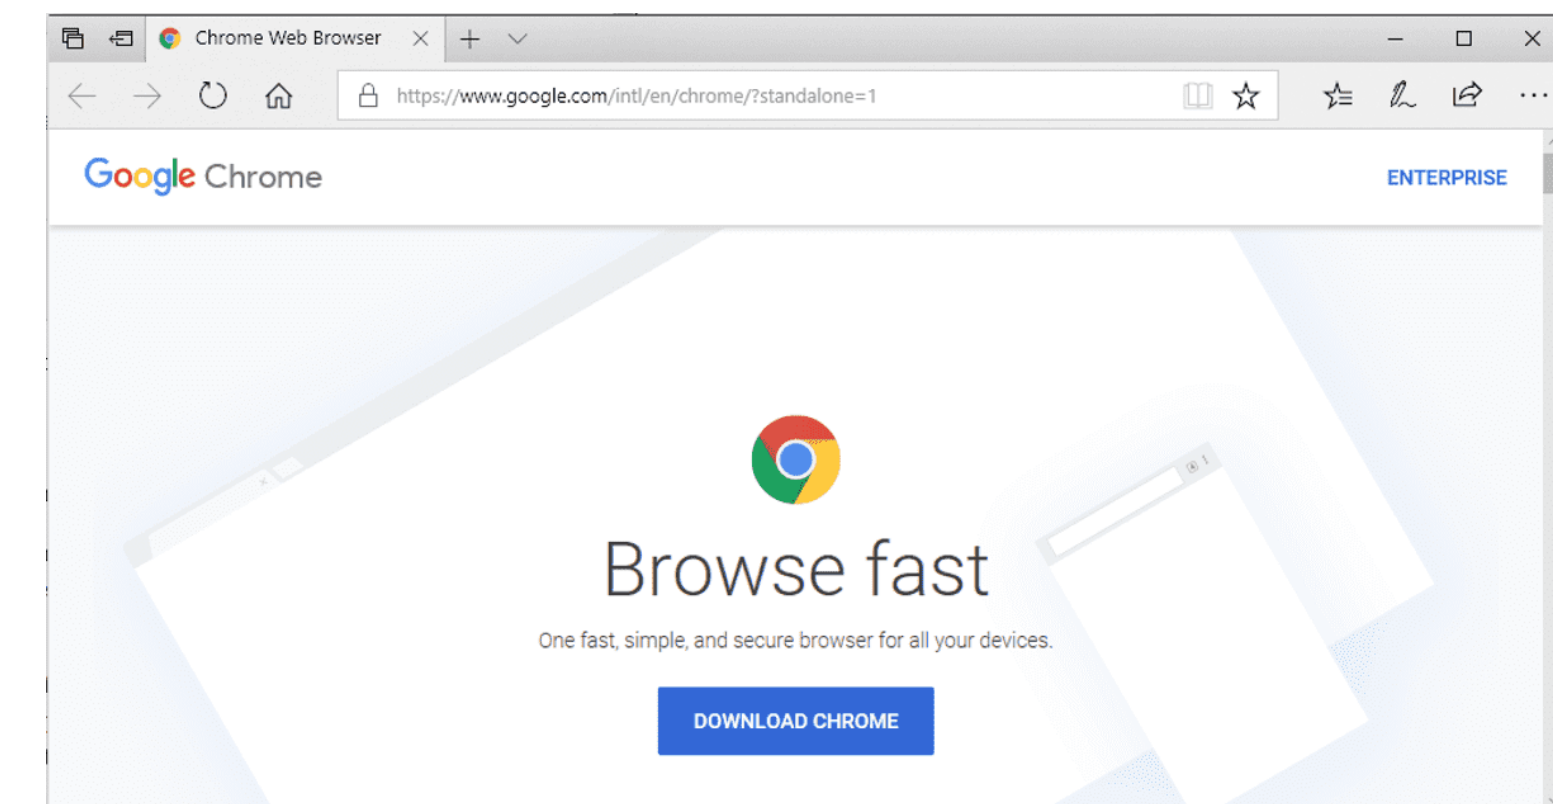 Chrome Web Browser
https://www.google.com/intl/en/chrome/?standalone=1
Google Chrome
ENTERPRISE
Browse fast
One fast, simple, and secure browser for all your devices.
DOWNLOAD CHROME